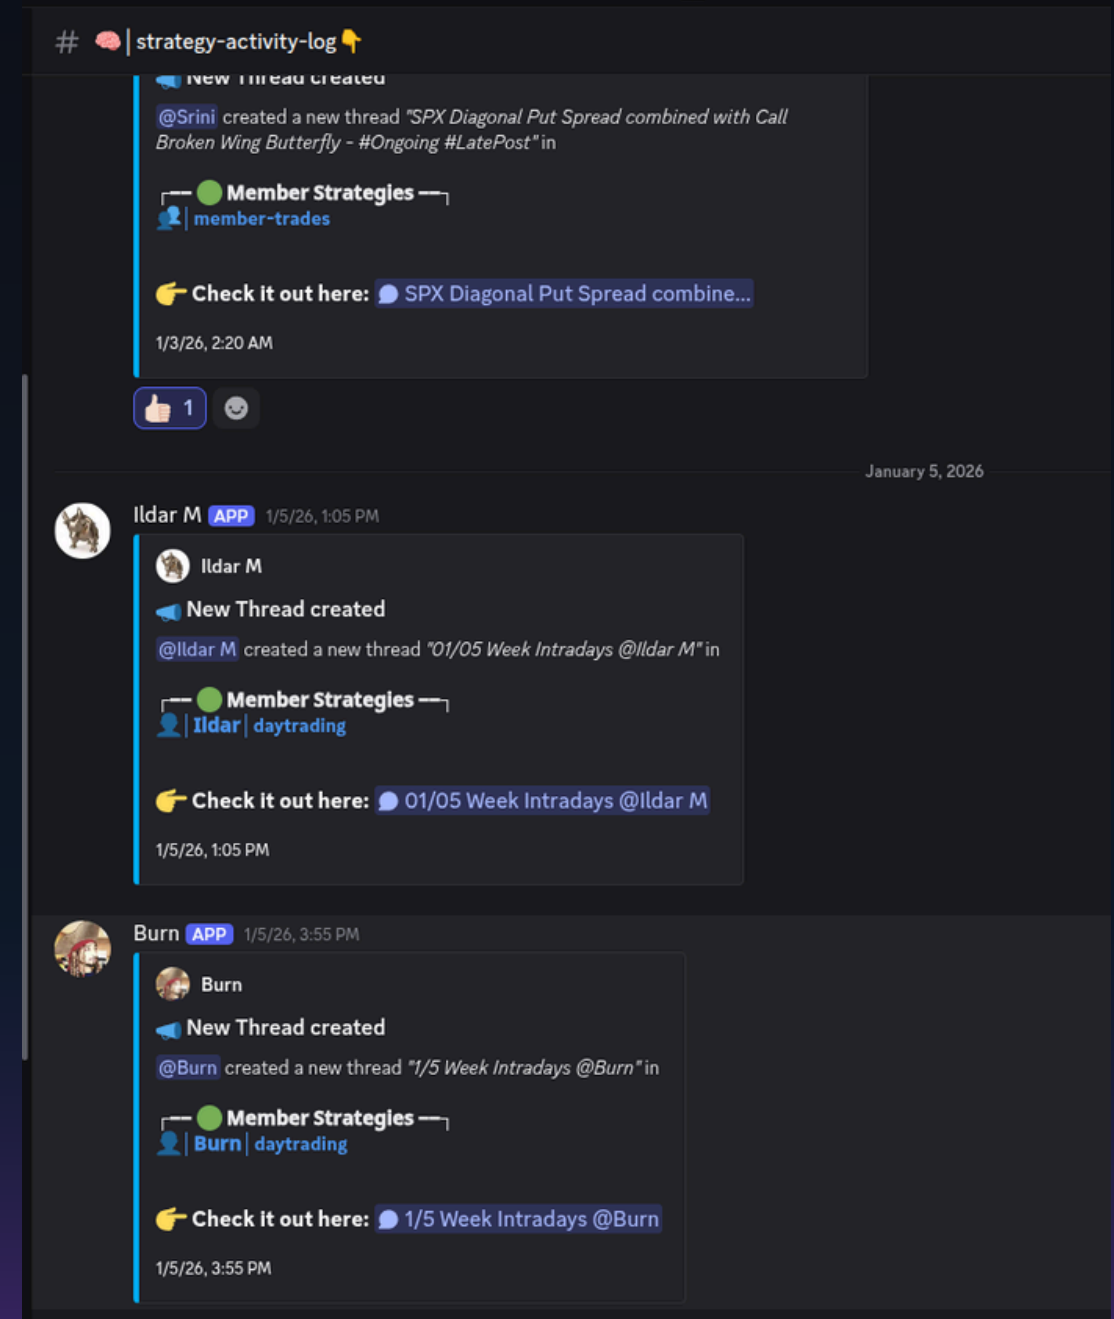 # 🧠│strategy-activity-log👇
📣 New Thread created
@Srini created a new thread "SPX Diagonal Put Spread combined with Call
Broken Wing Butterfly - #Ongoing #LatePost" in
┌── 🟢 Member Strategies ──┐
👥│member-trades
👉 Check it out here: SPX Diagonal Put Spread combine...
1/3/26, 2:20 AM
👍🏻 1
January 5, 2026
Ildar M APP 1/5/26, 1:05 PM
Ildar M
📣 New Thread created
@Ildar M created a new thread "01/05 Week Intradays @Ildar M" in
┌── 🟢 Member Strategies ──┐
👤│Ildar│daytrading
👉 Check it out here: 01/05 Week Intradays @Ildar M
1/5/26, 1:05 PM
Burn APP 1/5/26, 3:55 PM
Burn
📣 New Thread created
@Burn created a new thread "1/5 Week Intradays @Burn" in
┌── 🟢 Member Strategies ──┐
👤│Burn│daytrading
👉 Check it out here: 1/5 Week Intradays @Burn
1/5/26, 3:55 PM